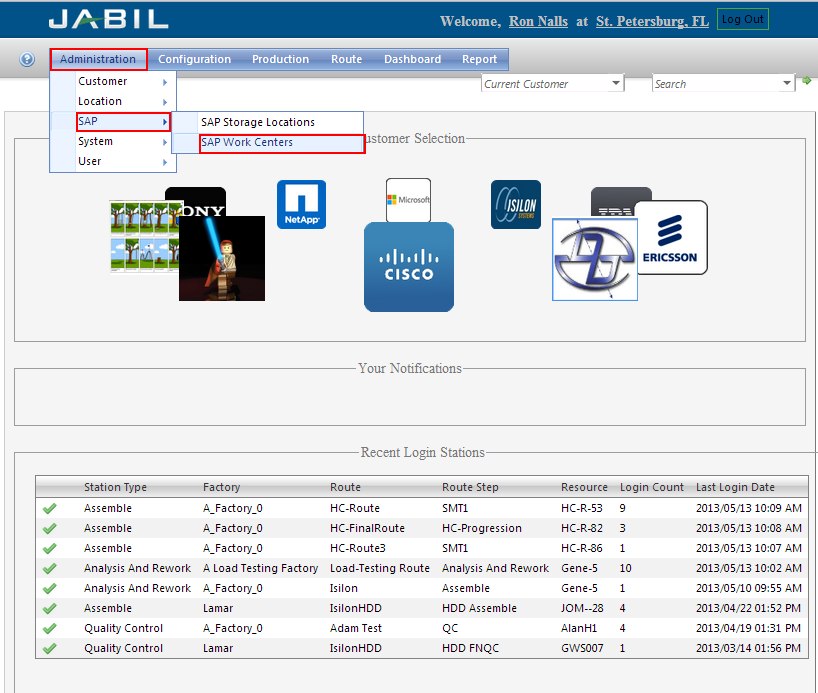 JABIL
Welcome, Ron Nalls at St. Petersburg, FL Log Out
Administration Configuration Production Route Dashboard Report
Customer
Current Customer Search
Location
SAP SAP Storage Locations
System SAP Work Centers
User
Customer Selection
SONY
NetApp
Microsoft
ISILON
SYSTEMS
CISCO
ERICSSON
Your Notifications
Recent Login Stations
Station Type Factory Route Route Step Resource Login Count Last Login Date
Assemble A_Factory_0 HC-Route SMT1 HC-R-53 9 2013/05/13 10:09 AM
Assemble A_Factory_0 HC-FinalRoute HC-Progression HC-R-82 3 2013/05/13 10:08 AM
Assemble A_Factory_0 HC-Route3 SMT1 HC-R-86 1 2013/05/13 10:07 AM
Analysis And Rework A Load Testing Factory Load-Testing Route Analysis And Rework Gene-5 10 2013/05/13 10:02 AM
Analysis And Rework A_Factory_0 Isilon Assemble Gene-5 1 2013/05/10 09:55 AM
Assemble Lamar IsilonHDD HDD Assemble JOM--28 4 2013/04/22 01:52 PM
Quality Control A_Factory_0 Adam Test QC AlanH1 4 2013/04/19 01:31 PM
Quality Control Lamar IsilonHDD HDD FNQC GWS007 1 2013/03/14 01:56 PM